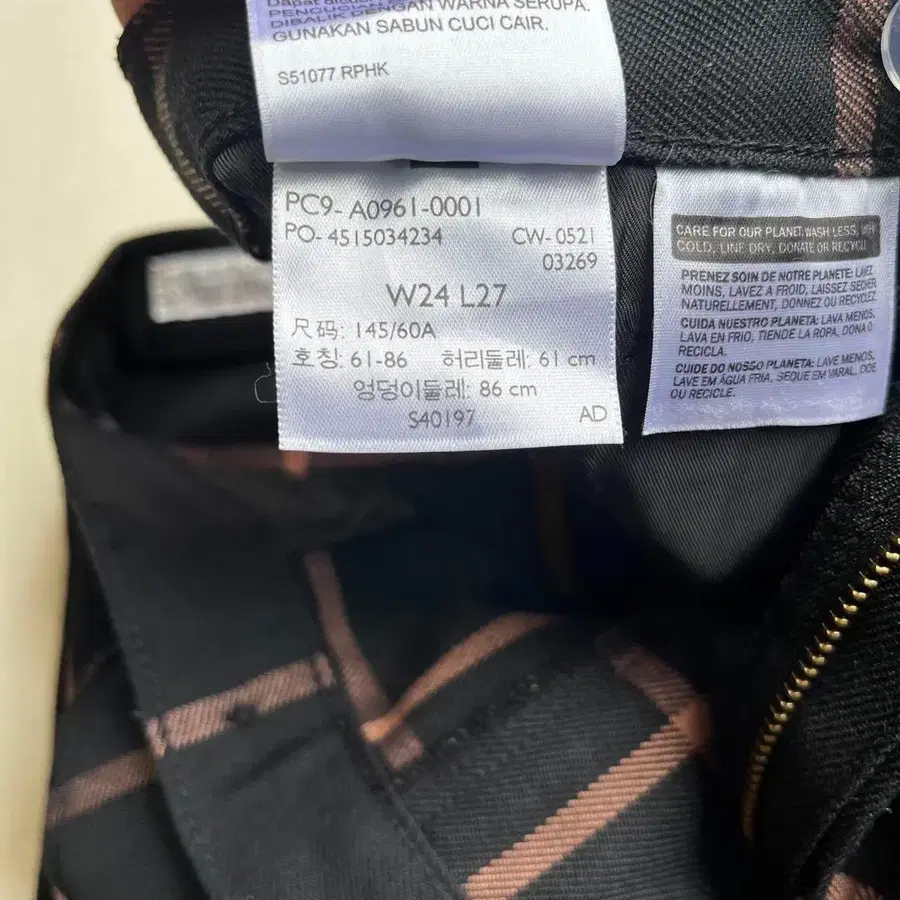 DIBALIK DENGAN WARNA SERUPA.
GUNAKAN SABUN CUCI CAIR.
S51077 RPHK
PC9- A0961-0001
PO- 4515034234 CW- 0521
03269
W24 L27
尺码: 145/60A
호칭: 61-86 허리둘레: 61 cm
엉덩이둘레: 86 cm
S40197 AD
CARE FOR OUR PLANET: WASH LESS, WASH
COLD, LINE DRY, DONATE OR RECYCLE
PRENEZ SOIN DE NOTRE PLANETE: LAVEZ
MOINS, LAVEZ A FROID, LAISSEZ SECHER
NATURELLEMENT, DONNEZ OU RECYCLEZ
CUIDA NUESTRO PLANETA: LAVA MENOS,
LAVA EN FRIO, TIENDE LA ROPA, DONA O
RECICLA.
CUIDE DO NOSSO PLANETA: LAVE MENOS,
LAVE EM ÁGUA FRIA, SEQUE EM VARAL, DOE
OU RECICLE.